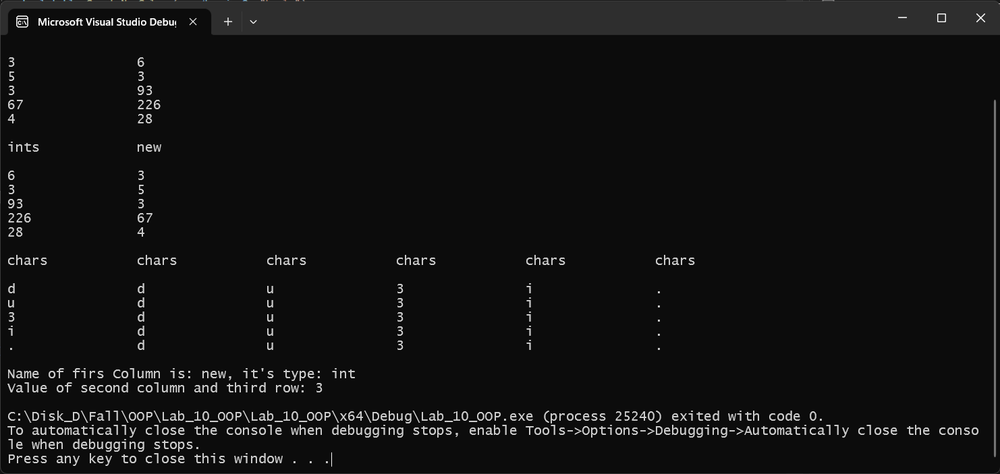 Microsoft Visual Studio Debug
3 6
5 3
3 93
67 226
4 28
ints new
6 3
3 5
93 3
226 67
28 4
chars chars chars chars chars chars
d d u 3 i .
u d u 3 i .
3 d u 3 i .
i d u 3 i .
. d u 3 i .
Name of firs Column is: new, it's type: int
Value of second column and third row: 3
C:\Disk_D\Fall\OOP\Lab_10_OOP\Lab_10_OOP\x64\Debug\Lab_10_OOP.exe (process 25240) exited with code 0.
To automatically close the console when debugging stops, enable Tools->Options->Debugging->Automatically close the conso
le when debugging stops.
Press any key to close this window . . .